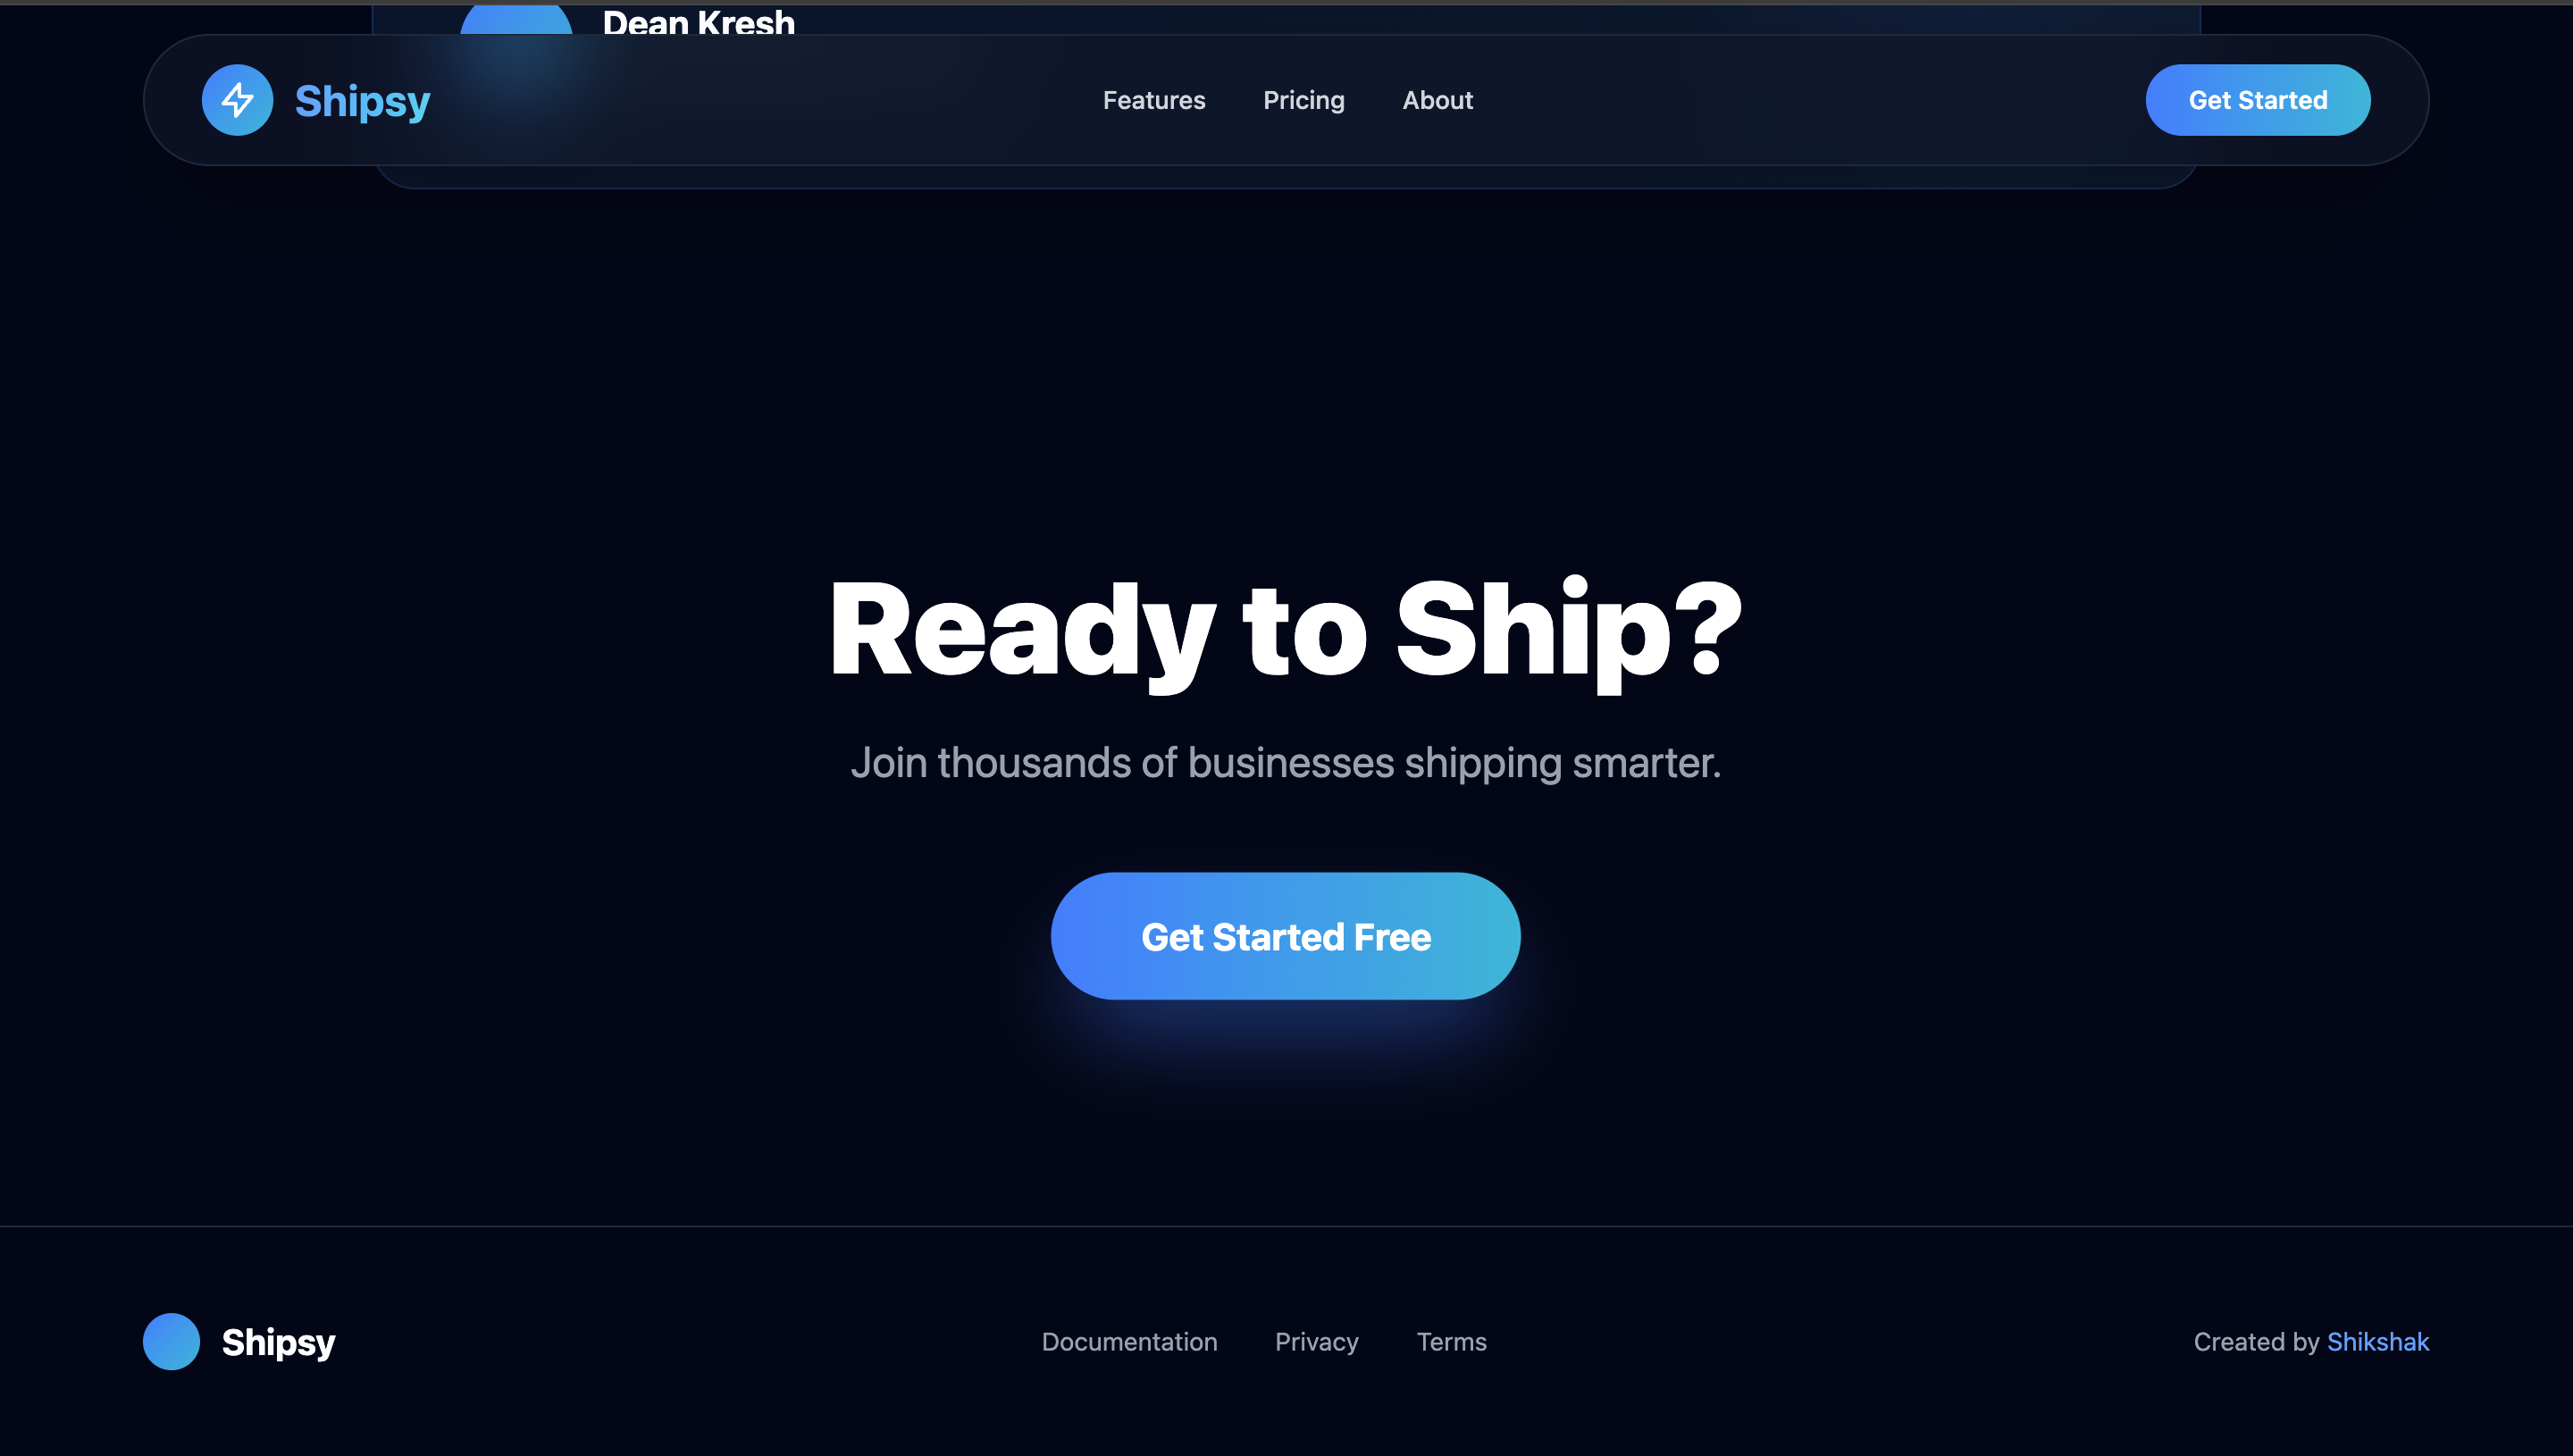 Dean Kresh
Shipsy
Features Pricing About
Get Started
Ready to Ship?
Join thousands of businesses shipping smarter.
Get Started Free
Shipsy
Documentation Privacy Terms
Created by Shikshak